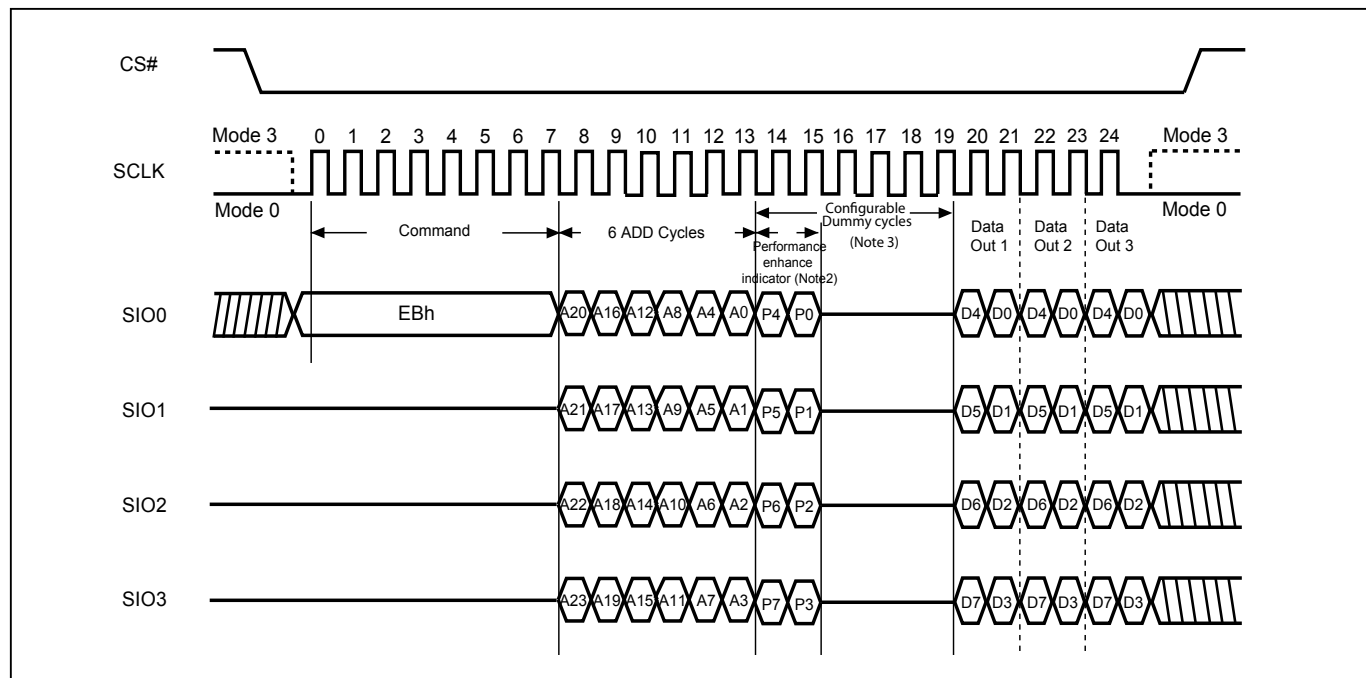 CS#
Mode 3
0 1 2 3 4 5 6 7 8 9 10 11 12 13 14 15 16 17 18 19 20 21 22 23 24
Mode 3
SCLK
Mode 0
Mode 0
Command
6 ADD Cycles
Configurable
Dummy cycles
(Note 3)
Performance
enhance
indicator (Note2)
Data
Out 1
Data
Out 2
Data
Out 3
SIO0
EBh
A20 A16 A12 A8 A4 A0 P4 P0 D4 D0 D4 D0 D4 D0
SIO1
A21 A17 A13 A9 A5 A1 P5 P1 D5 D1 D5 D1 D5 D1
SIO2
A22 A18 A14 A10 A6 A2 P6 P2 D6 D2 D6 D2 D6 D2
SIO3
A23 A19 A15 A11 A7 A3 P7 P3 D7 D3 D7 D3 D7 D3